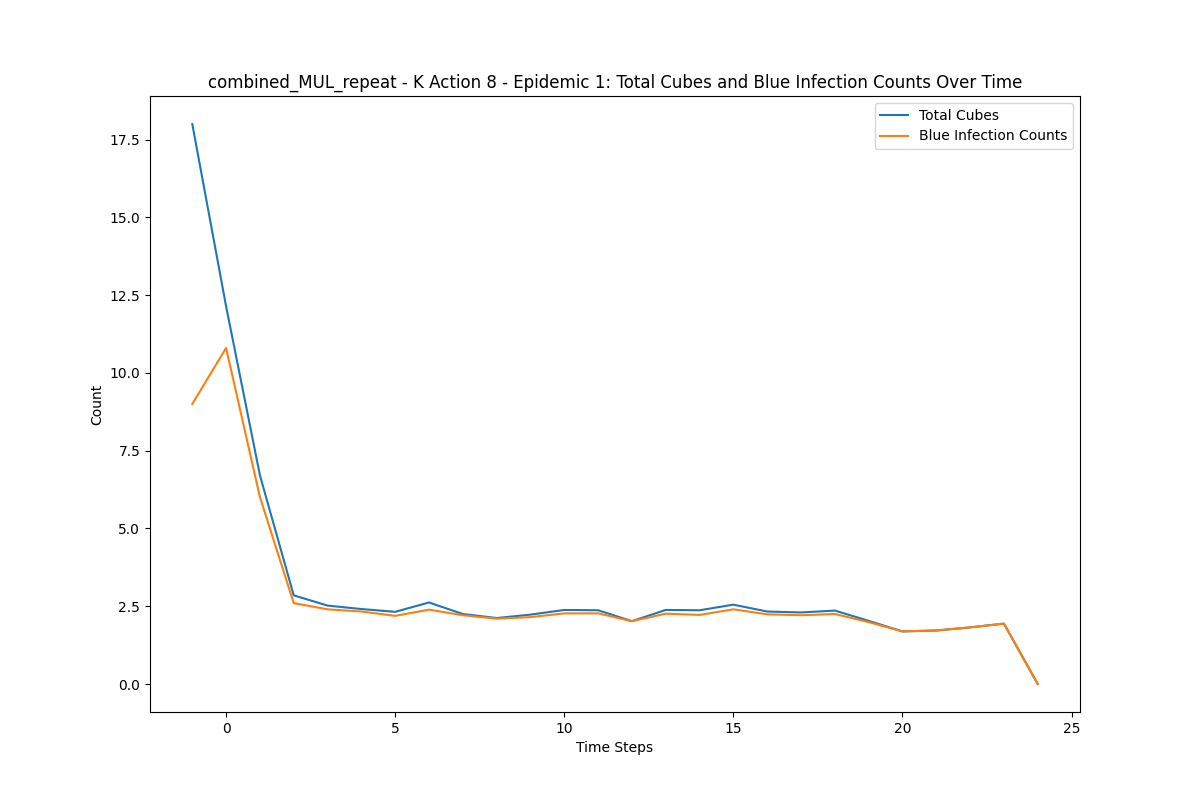 combined_MUL_repeat - K Action 8 - Epidemic 1: Total Cubes and Blue Infection Counts Over Time
Total Cubes
Blue Infection Counts
17.5
15.0
12.5
10.0
7.5
5.0
2.5
0.0
Count
0 5 10 15 20 25
Time Steps